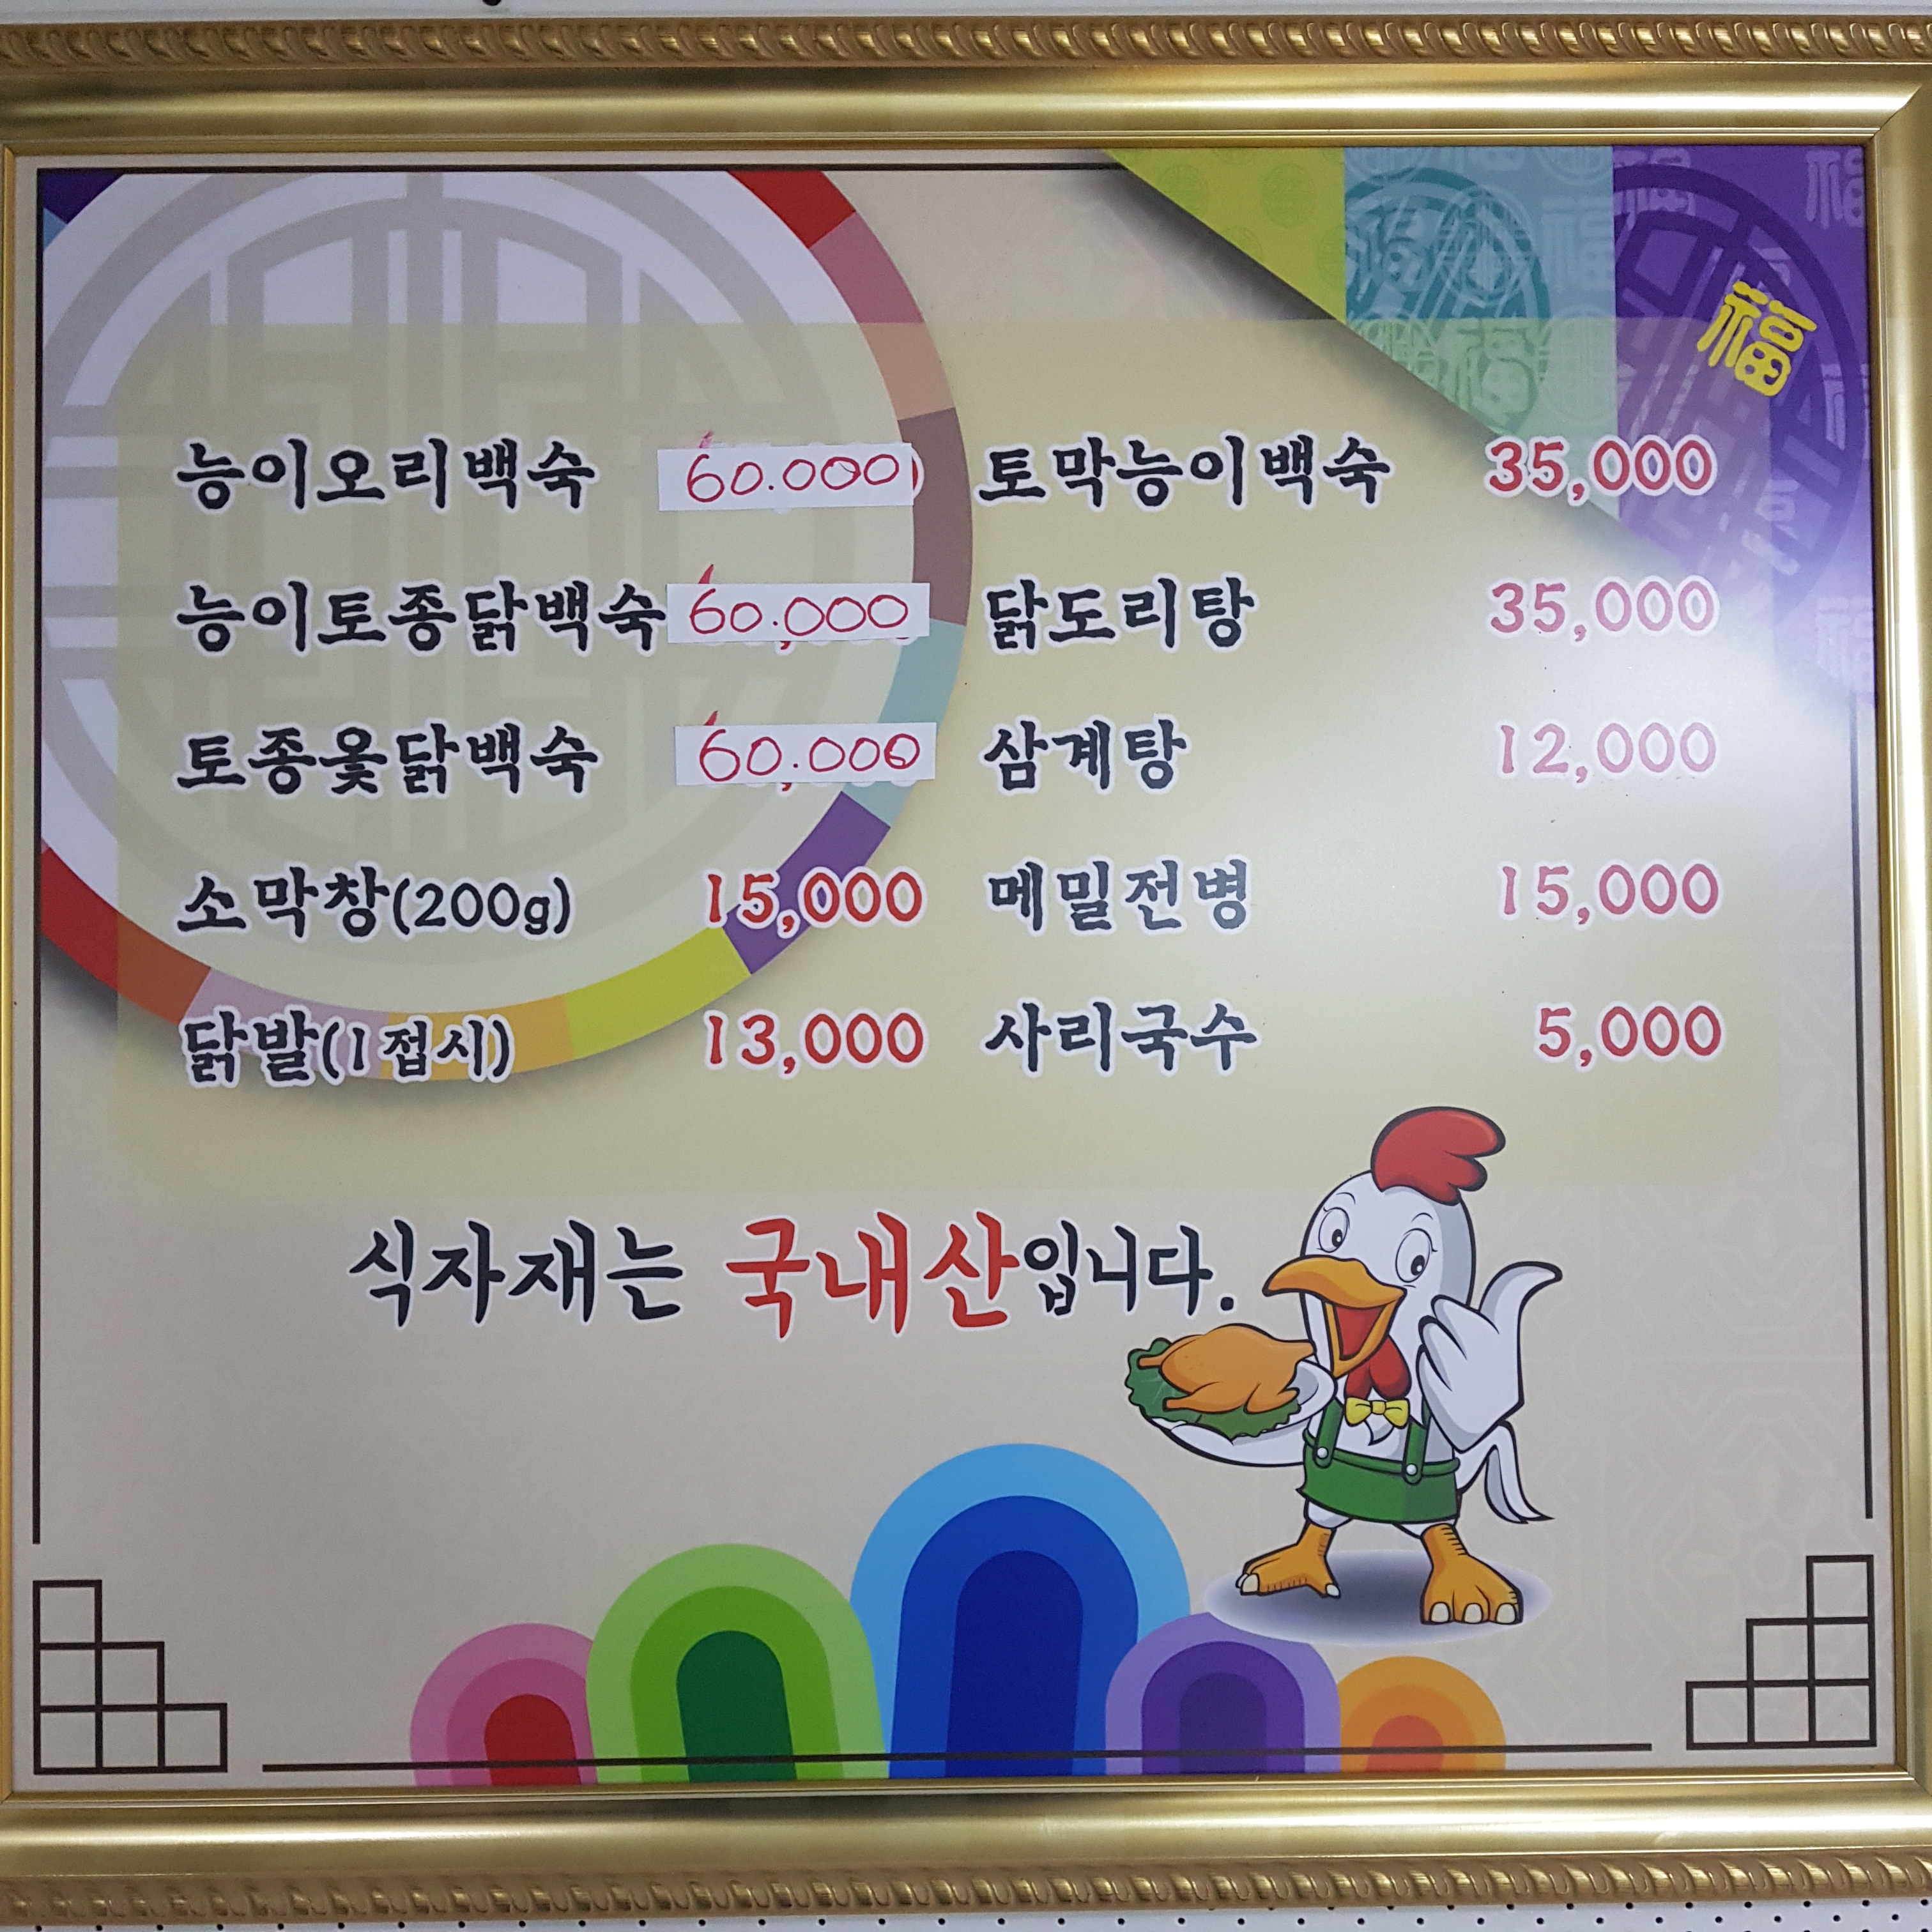 福
능이오리백숙 60.000
능이토종닭백숙 60.000
토종옻닭백숙 60.000
소막창(200g) 15,000
닭발(1접시) 13,000
토막능이백숙 35,000
닭도리탕 35,000
삼계탕 12,000
메밀전병 15,000
사리국수 5,000
식자재는 국내산입니다.